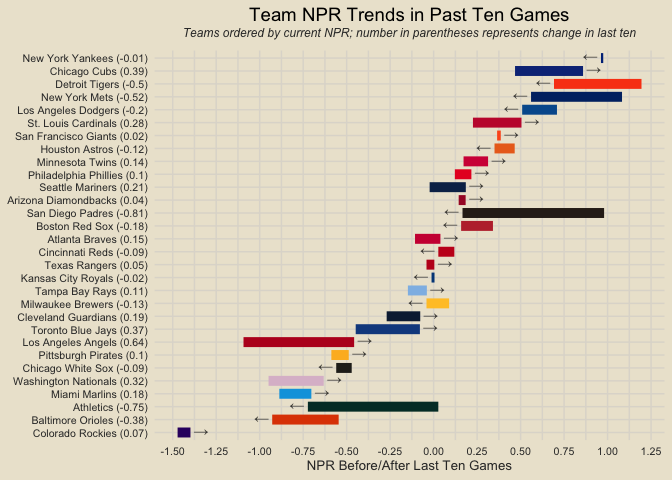 Team NPR Trends in Past Ten Games
Teams ordered by current NPR; number in parentheses represents change in last ten
New York Yankees (-0.01)
Chicago Cubs (0.39)
Detroit Tigers (-0.5)
New York Mets (-0.52)
Los Angeles Dodgers (-0.2)
St. Louis Cardinals (0.28)
San Francisco Giants (0.02)
Houston Astros (-0.12)
Minnesota Twins (0.14)
Philadelphia Phillies (0.1)
Seattle Mariners (0.21)
Arizona Diamondbacks (0.04)
San Diego Padres (-0.81)
Boston Red Sox (-0.18)
Atlanta Braves (0.15)
Cincinnati Reds (-0.09)
Texas Rangers (0.05)
Kansas City Royals (-0.02)
Tampa Bay Rays (0.11)
Milwaukee Brewers (-0.13)
Cleveland Guardians (0.19)
Toronto Blue Jays (0.37)
Los Angeles Angels (0.64)
Pittsburgh Pirates (0.1)
Chicago White Sox (-0.09)
Washington Nationals (0.32)
Miami Marlins (0.18)
Athletics (-0.75)
Baltimore Orioles (-0.38)
Colorado Rockies (0.07)
-1.50 -1.25 -1.00 -0.75 -0.50 -0.25 0.00 0.25 0.50 0.75 1.00 1.25
NPR Before/After Last Ten Games